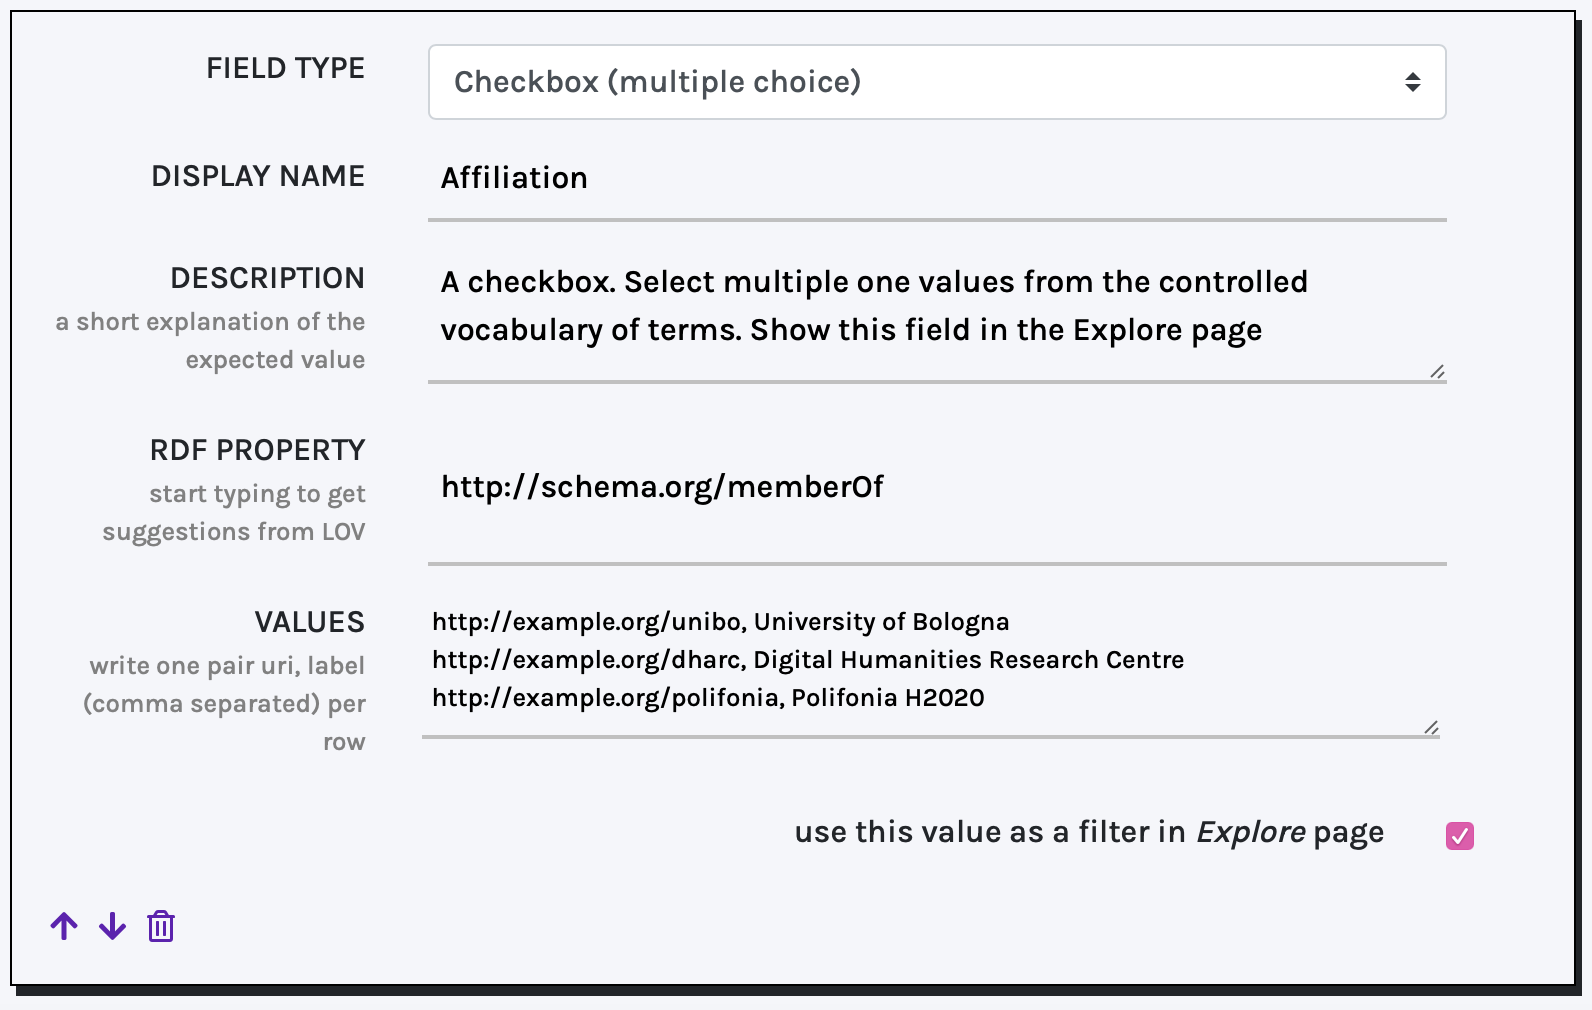 FIELD TYPE
Checkbox (multiple choice)
DISPLAY NAME
Affiliation
DESCRIPTION
a short explanation of the
expected value
A checkbox. Select multiple one values from the controlled
vocabulary of terms. Show this field in the Explore page
RDF PROPERTY
start typing to get
suggestions from LOV
http://schema.org/memberOf
VALUES
write one pair uri, label
(comma separated) per
row
http://example.org/unibo, University of Bologna
http://example.org/dharc, Digital Humanities Research Centre
http://example.org/polifonia, Polifonia H2020
use this value as a filter in Explore page